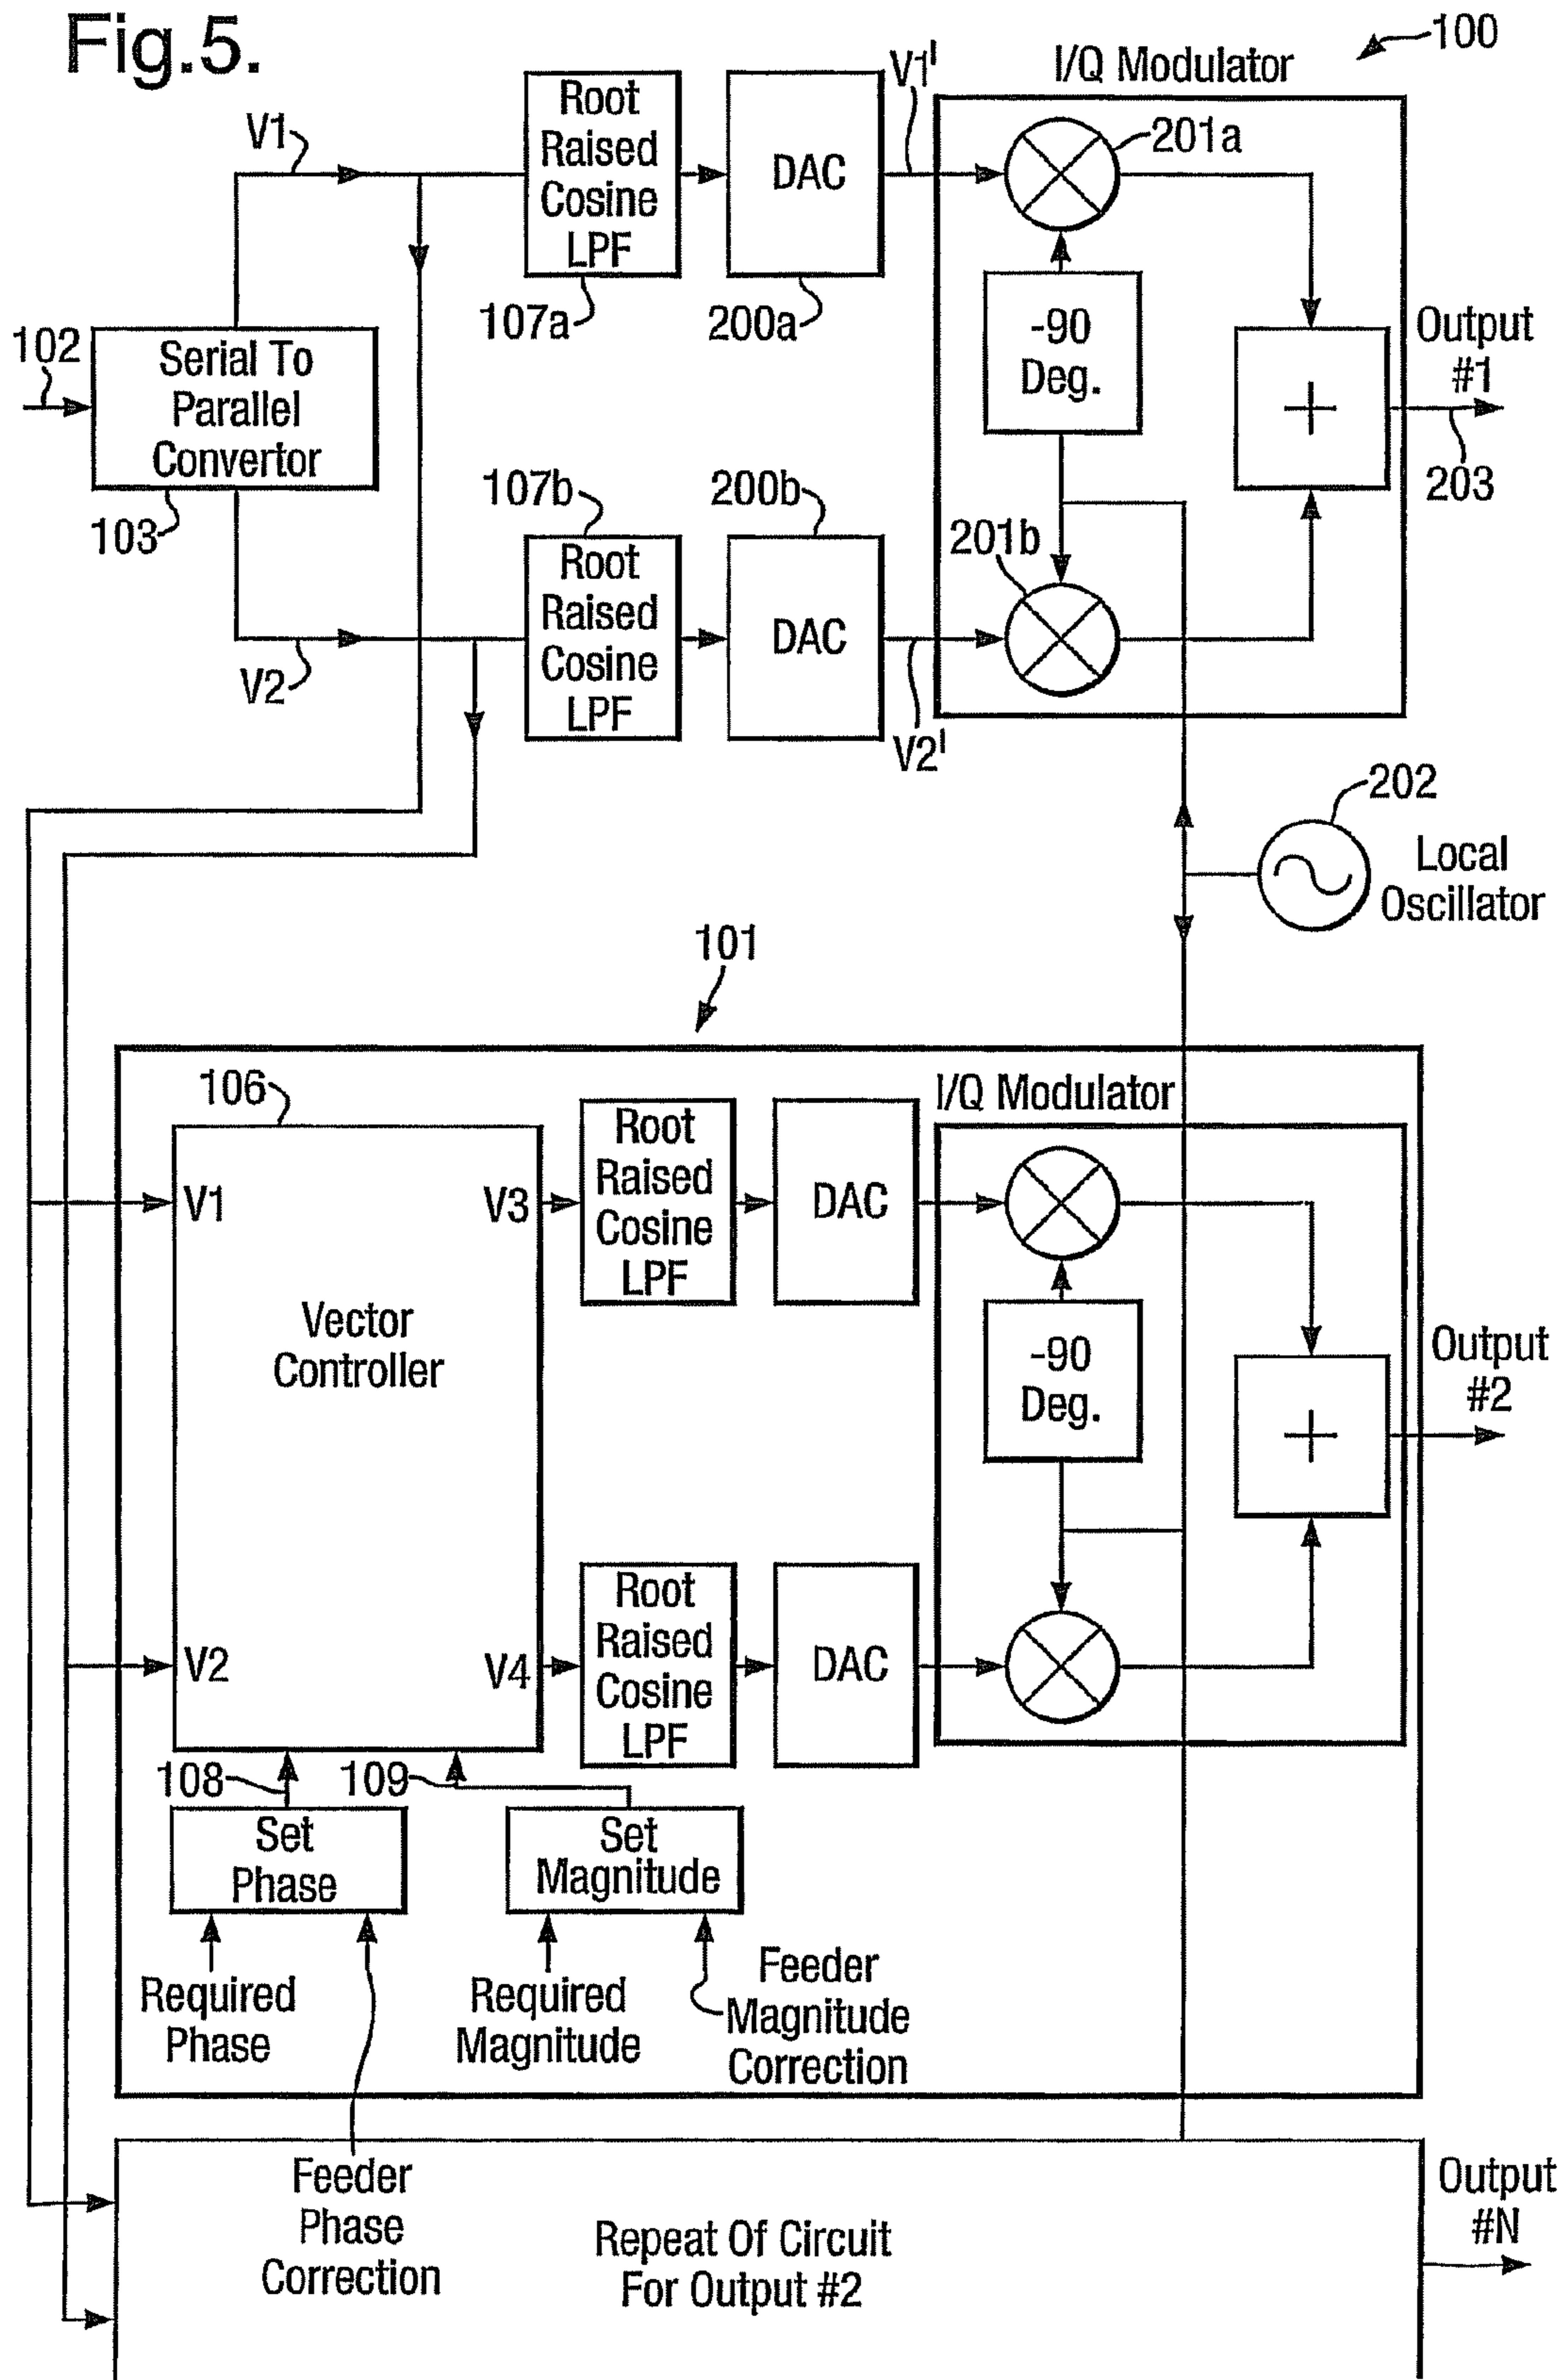 Fig.5.
100
I/Q Modulator
V1
Root
Raised
Cosine
LPF
DAC
V1'
201a
107a
200a
-90
Deg.
102
Serial To
Parallel
Convertor
103
+
Output
#1
203
107b
200b
201b
Root
Raised
Cosine
LPF
DAC
V2
V2'
202
Local
Oscillator
101
106
I/Q Modulator
V1
V3
Root
Raised
Cosine
LPF
DAC
Vector
Controller
-90
Deg.
+
Output
#2
V2
V4
Root
Raised
Cosine
LPF
DAC
108
109
Set
Phase
Set
Magnitude
Required
Phase
Required
Magnitude
Feeder
Magnitude
Correction
Feeder
Phase
Correction
Repeat Of Circuit
For Output #2
Output
#N